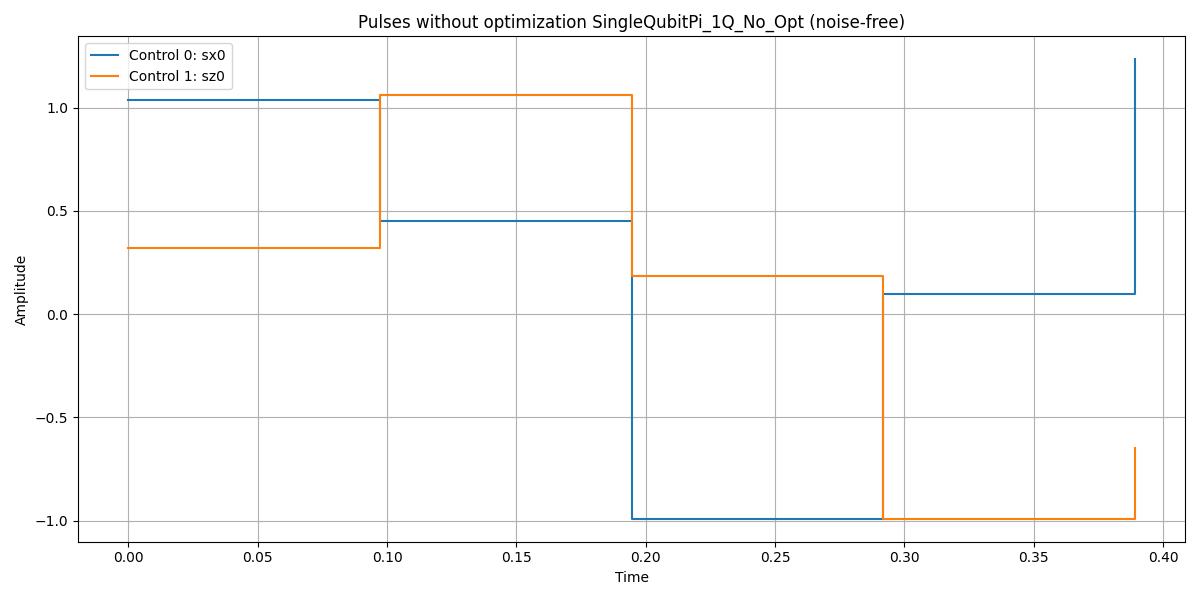 Pulses without optimization SingleQubitPi_1Q_No_Opt (noise-free)
Control 0: sx0
Control 1: sz0
Amplitude
1.0
0.5
0.0
−0.5
−1.0
0.00 0.05 0.10 0.15 0.20 0.25 0.30 0.35 0.40
Time